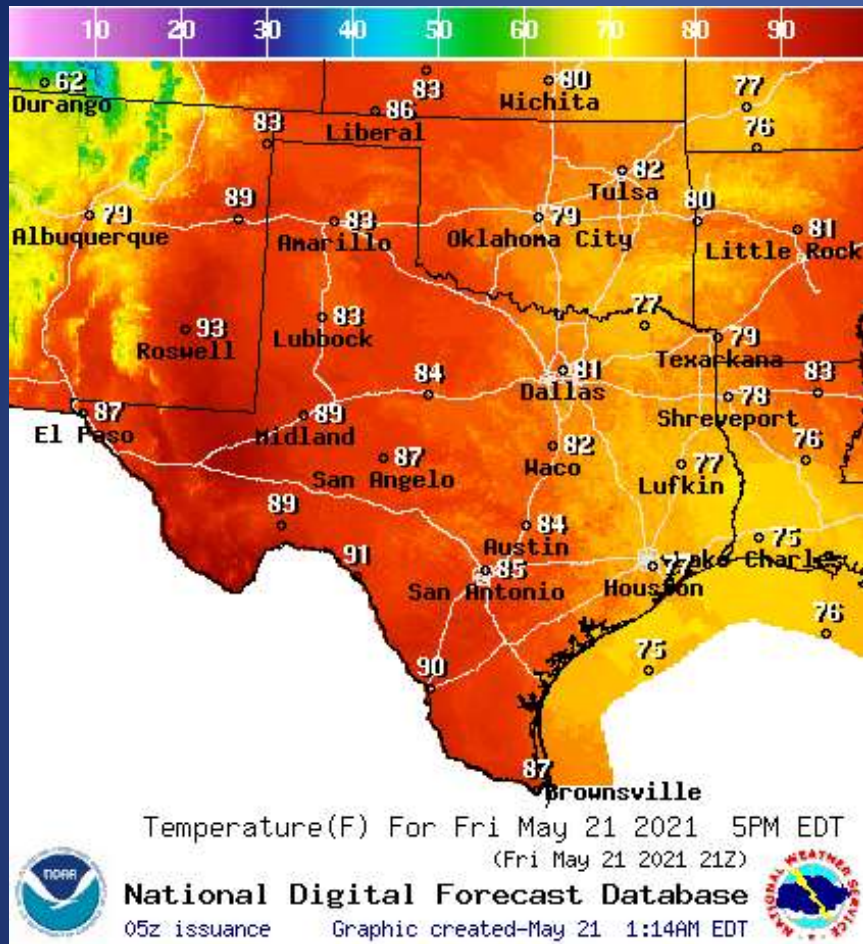 10 20 30 40 50 60 70 80 90
62 83 80 77
Durango 86 Wichita
83 Liberal 76
82
Tulsa
79 89 83 79 80 81
Albuquerque Amarillo Oklahoma City Little Rock
93 83 77 79
Roswell Lubbock Texarkana
84 81 83
Dallas 78
87 89 Shreveport
El Paso Midland
87 82 77 76
San Angelo Waco Lufkin
89 84 75
Austin Lake Charles
91 85 77
San Antonio Houston
76
90 75
87
Brownsville
Temperature(F) For Fri May 21 2021 5PM EDT
(Fri May 21 2021 21Z)
NOAA
National Digital Forecast Database
05z issuance Graphic created-May 21 1:14AM EDT
NATIONAL WEATHER SERVICE